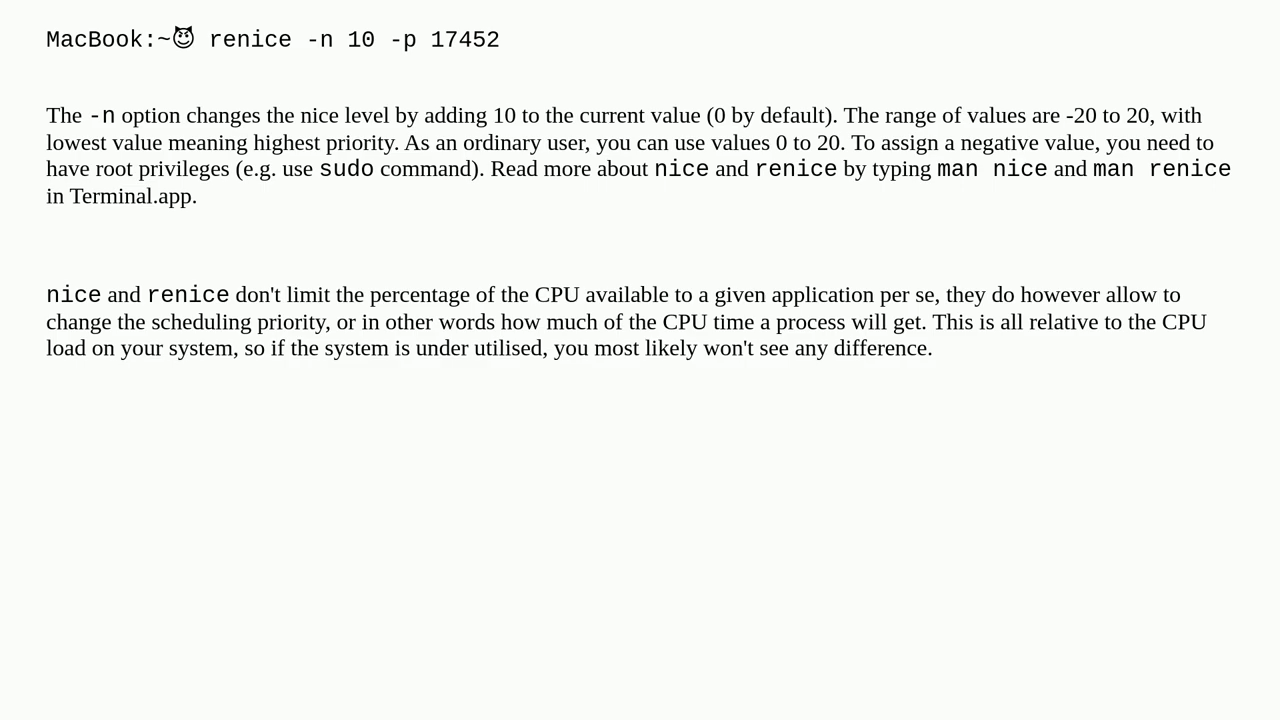 MacBook:~😈 renice -n 10 -p 17452
The -n option changes the nice level by adding 10 to the current value (0 by default). The range of values are -20 to 20, with
lowest value meaning highest priority. As an ordinary user, you can use values 0 to 20. To assign a negative value, you need to
have root privileges (e.g. use sudo command). Read more about nice and renice by typing man nice and man renice
in Terminal.app.
nice and renice don't limit the percentage of the CPU available to a given application per se, they do however allow to
change the scheduling priority, or in other words how much of the CPU time a process will get. This is all relative to the CPU
load on your system, so if the system is under utilised, you most likely won't see any difference.